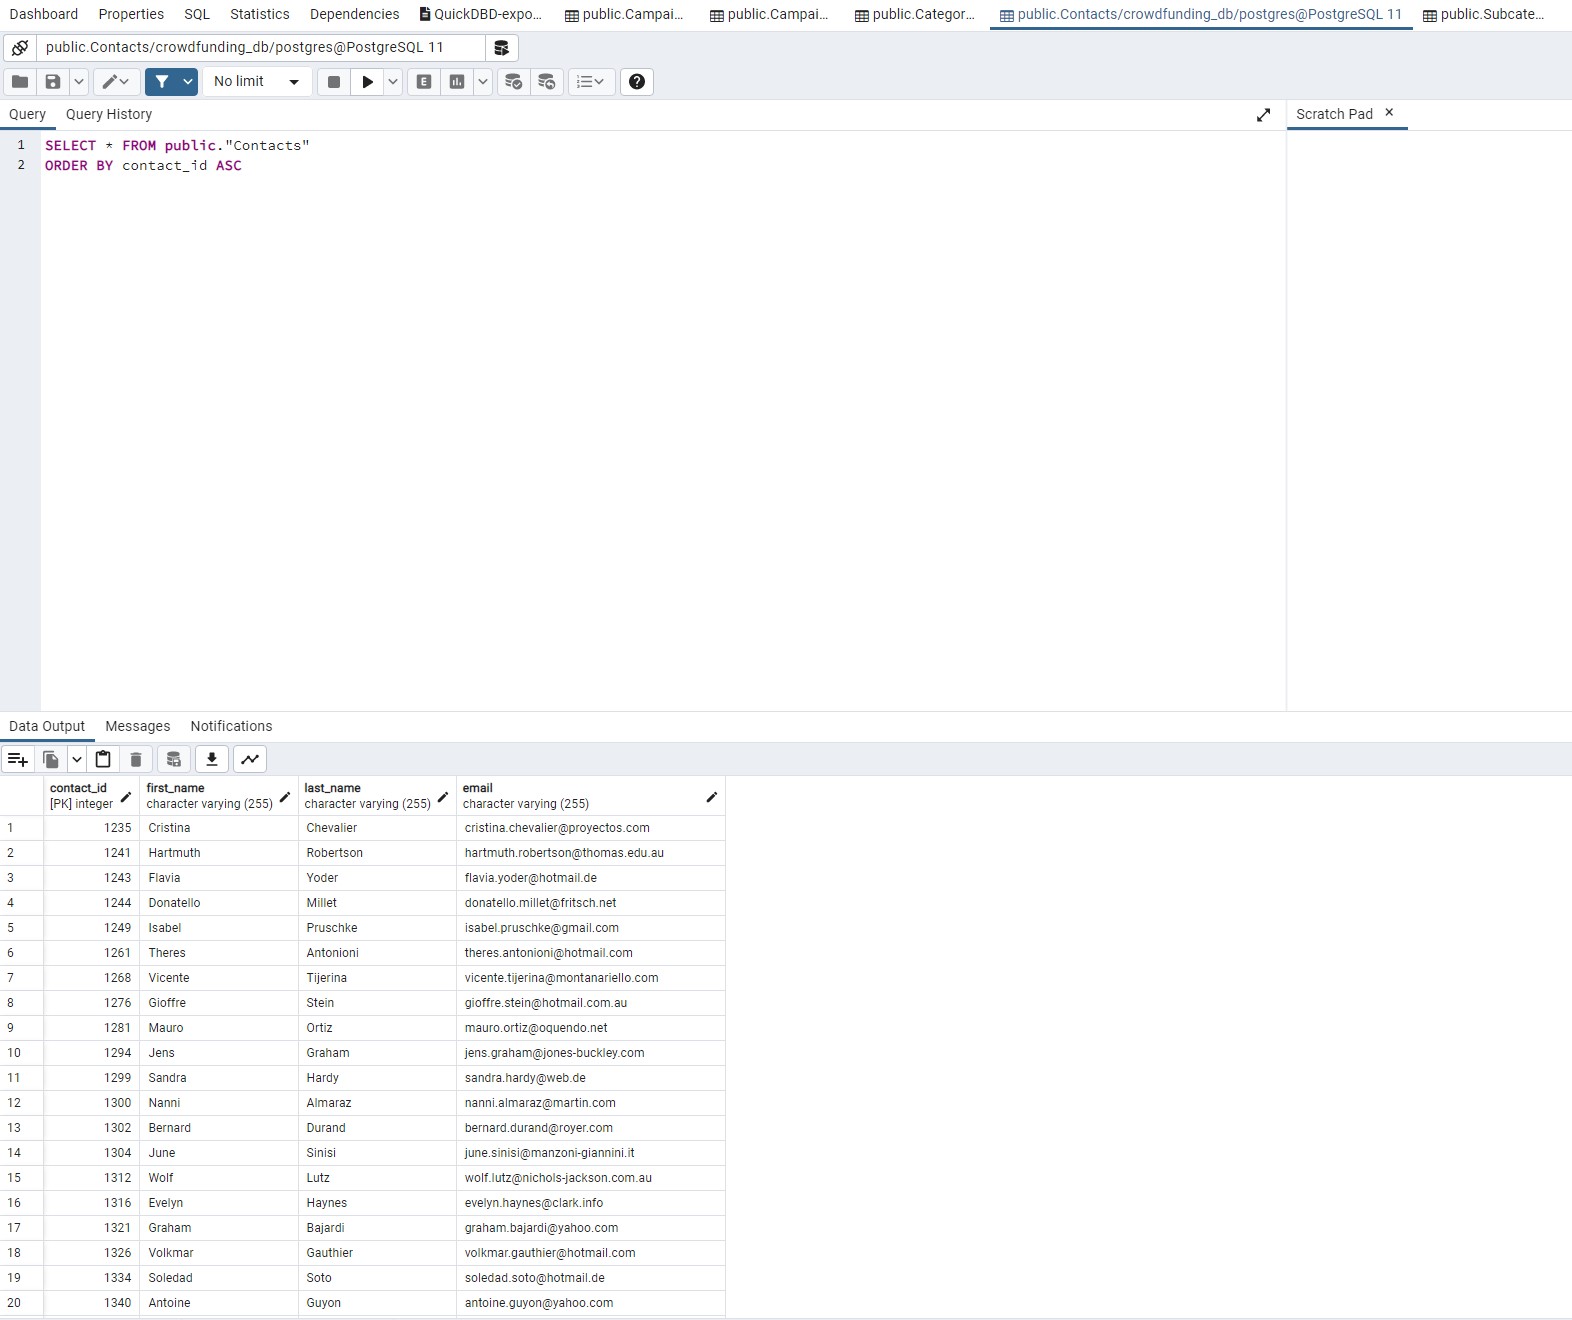 Dashboard Properties SQL Statistics Dependencies QuickDBD-expo... public.Campai... public.Campai... public.Categor... public.Contacts/crowdfunding_db/postgres@PostgreSQL 11 public.Subcate...
public.Contacts/crowdfunding_db/postgres@PostgreSQL 11
No limit E ?
Query Query History Scratch Pad ×
1 SELECT * FROM public."Contacts"
2 ORDER BY contact_id ASC
Data Output Messages Notifications
contact_id first_name last_name email
[PK] integer character varying (255) character varying (255) character varying (255)
1 1235 Cristina Chevalier cristina.chevalier@proyectos.com
2 1241 Hartmuth Robertson hartmuth.robertson@thomas.edu.au
3 1243 Flavia Yoder flavia.yoder@hotmail.de
4 1244 Donatello Millet donatello.millet@fritsch.net
5 1249 Isabel Pruschke isabel.pruschke@gmail.com
6 1261 Theres Antonioni theres.antonioni@hotmail.com
7 1268 Vicente Tijerina vicente.tijerina@montanariello.com
8 1276 Gioffre Stein gioffre.stein@hotmail.com.au
9 1281 Mauro Ortiz mauro.ortiz@oquendo.net
10 1294 Jens Graham jens.graham@jones-buckley.com
11 1299 Sandra Hardy sandra.hardy@web.de
12 1300 Nanni Almaraz nanni.almaraz@martin.com
13 1302 Bernard Durand bernard.durand@royer.com
14 1304 June Sinisi june.sinisi@manzoni-giannini.it
15 1312 Wolf Lutz wolf.lutz@nichols-jackson.com.au
16 1316 Evelyn Haynes evelyn.haynes@clark.info
17 1321 Graham Bajardi graham.bajardi@yahoo.com
18 1326 Volkmar Gauthier volkmar.gauthier@hotmail.com
19 1334 Soledad Soto soledad.soto@hotmail.de
20 1340 Antoine Guyon antoine.guyon@yahoo.com